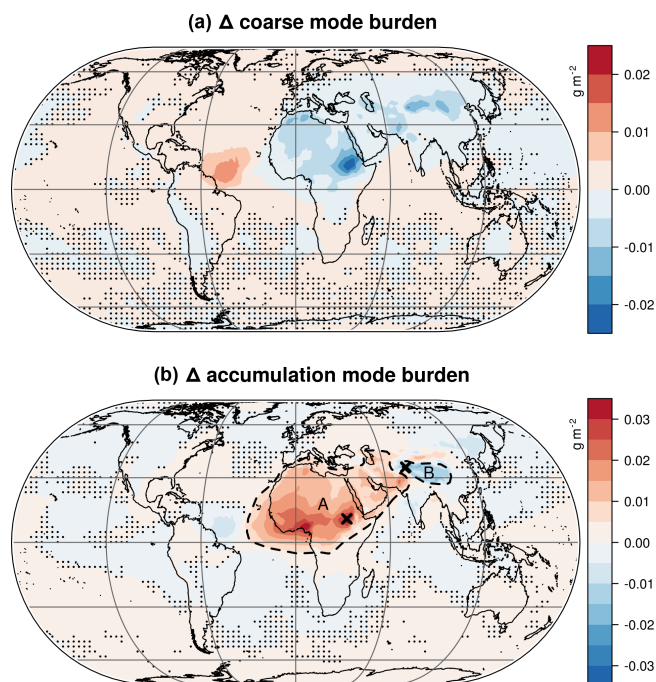 (a) Δ coarse mode burden
g m⁻²
0.02
0.01
0.00
-0.01
-0.02
(b) Δ accumulation mode burden
g m⁻²
0.03
0.02
0.01
0.00
-0.01
-0.02
-0.03
A
B